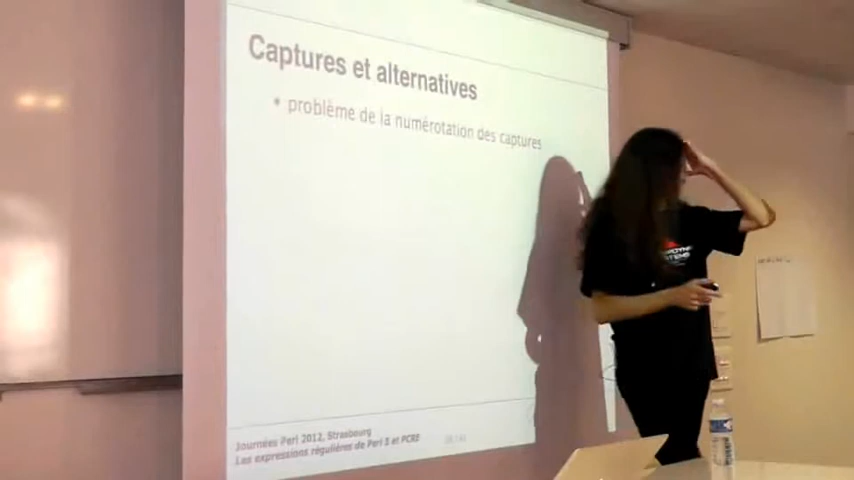 Captures et alternatives
• problème de la numérotation des captures
Journées Perl 2012, Strasbourg
Les expressions régulières de Perl 5 et PCRE